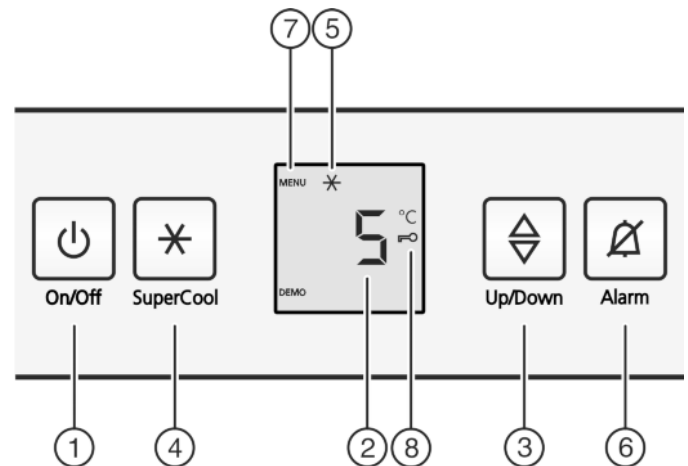 7 5
MENU
5 °C
DEMO
On/Off SuperCool Up/Down Alarm
1 4 2 8 3 6